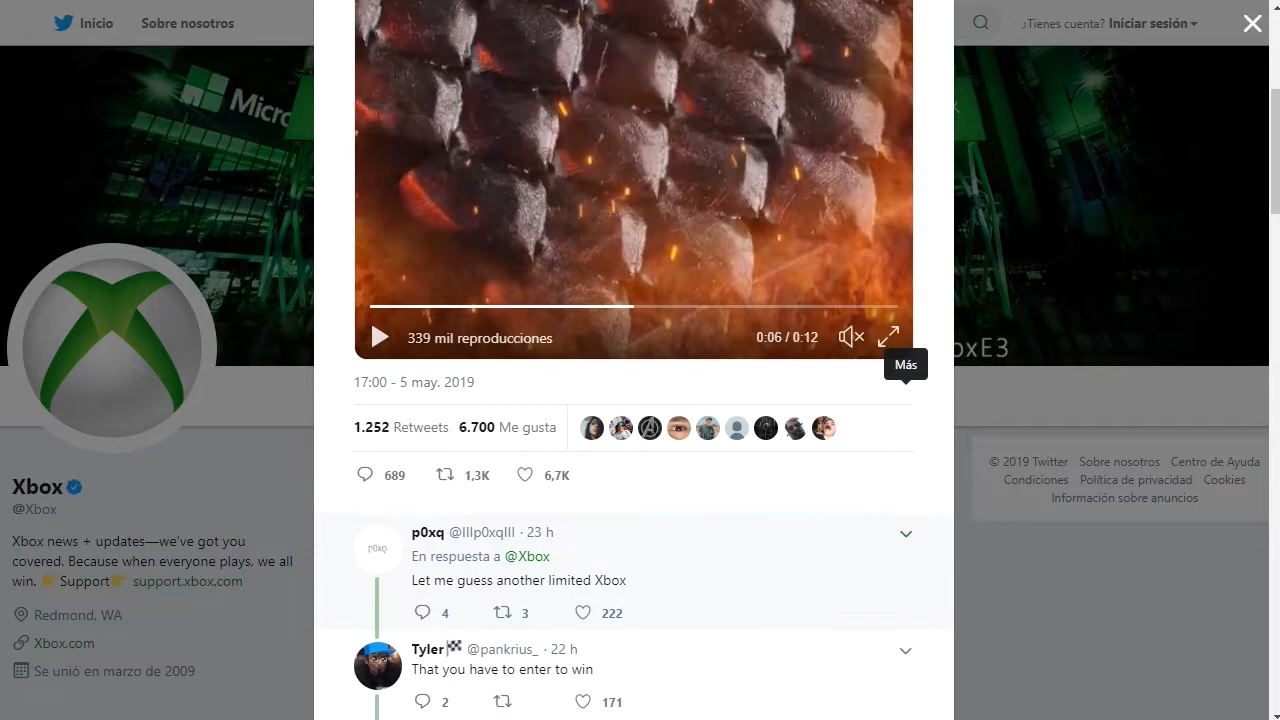 Inicio
Sobre nosotros
¿Tienes cuenta? Iniciar sesión
Micro
oxE3
339 mil reproducciones
0:06 / 0:12
Más
17:00 - 5 may. 2019
1.252 Retweets 6.700 Me gusta
689 1,3K 6,7K
Xbox
@Xbox
Xbox news + updates—we've got you
covered. Because when everyone plays, we all
win. 👉Support👉 support.xbox.com
Redmond, WA
Xbox.com
Se unió en marzo de 2009
p0xq
p0xq @IIIp0xqIII · 23 h
En respuesta a @Xbox
Let me guess another limited Xbox
4 3 222
Tyler🏁 @pankrius_ · 22 h
That you have to enter to win
2 171
© 2019 Twitter Sobre nosotros Centro de Ayuda
Condiciones Política de privacidad Cookies
Información sobre anuncios